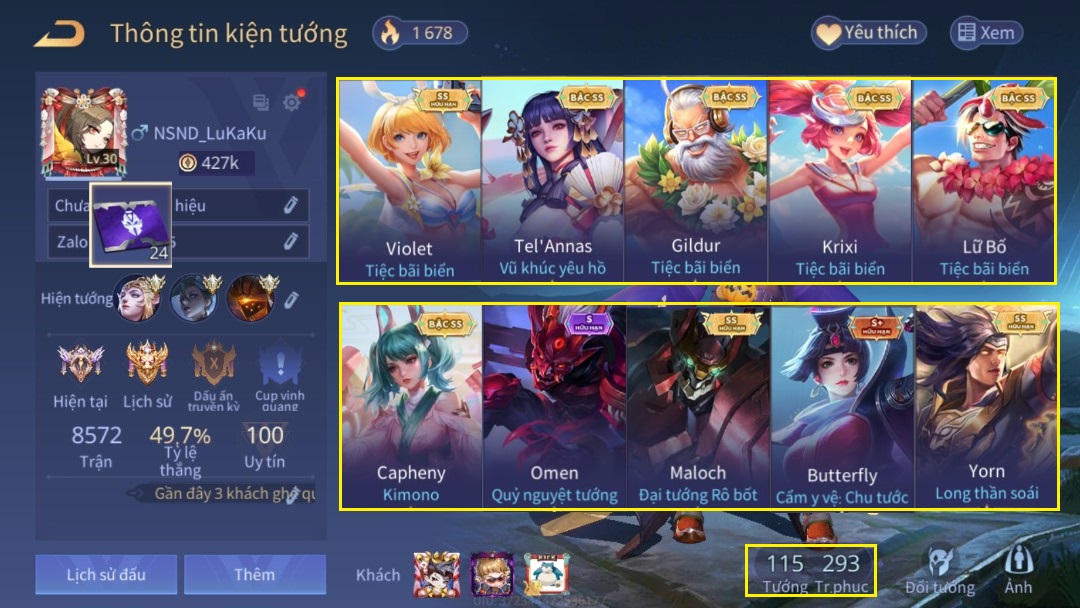 Thông tin kiện tướng
1 678
Yêu thích
Xem
NSND_LuKaKu
Lv.30
427k
Chưa
hiệu
Zalo
24
Hiện tướng
Hiện tại
Lịch sử
Dấu ấn
truyền kỳ
Cup vinh
quang
8572
Trận
49,7%
Tỷ lệ
thắng
100
Uy tín
Gần đây 3 khách ghé qu
Lịch sử đấu
Thêm
SS
HỮU HẠN
Violet
Tiệc bãi biển
BẬC SS
Tel'Annas
Vũ khúc yêu hồ
BẬC SS
Gildur
Tiệc bãi biển
BẬC SS
Krixi
Tiệc bãi biển
BẬC SS
Lữ Bố
Tiệc bãi biển
BẬC SS
Capheny
Kimono
S
HỮU HẠN
Omen
Quỷ nguyệt tướng
SS
HỮU HẠN
Maloch
Đại tướng Rô bốt
S+
HỮU HẠN
Butterfly
Cẩm y vệ: Chu tước
SS
HỮU HẠN
Yorn
Long thần soái
Khách
115
Tướng
293
Tr.phục
Đổi tướng
Ảnh